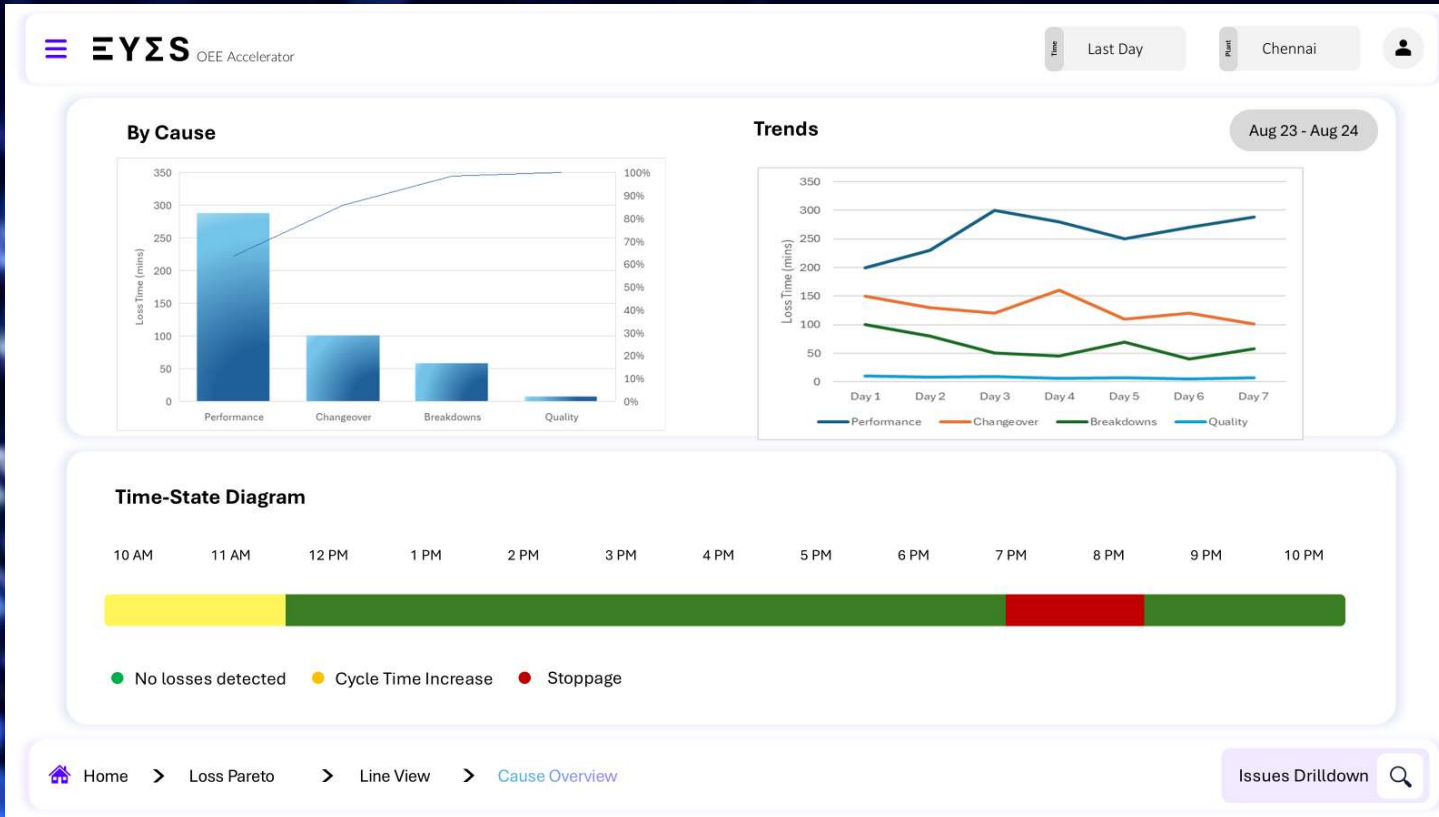 ΞYΣS OEE Accelerator
Time
Last Day
Plant
Chennai
By Cause
350
300
250
200
150
100
50
0
Loss Time (mins)
100%
90%
80%
70%
60%
50%
40%
30%
20%
10%
0%
Performance Changeover Breakdowns Quality
Trends
Aug 23 - Aug 24
350
300
250
200
150
100
50
0
Loss Time (mins)
Day 1 Day 2 Day 3 Day 4 Day 5 Day 6 Day 7
Performance Changeover Breakdowns Quality
Time-State Diagram
10 AM 11 AM 12 PM 1 PM 2 PM 3 PM 4 PM 5 PM 6 PM 7 PM 8 PM 9 PM 10 PM
No losses detected Cycle Time Increase Stoppage
Home > Loss Pareto > Line View > Cause Overview
Issues Drilldown